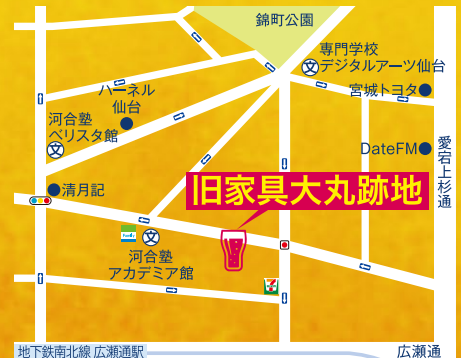 錦町公園
専門学校
デジタルアーツ仙台
宮城トヨタ
ハーネル
仙台
河合塾
ベリスタ館
文
文
DateFM
愛宕上杉通
清月記
旧家具大丸跡地
文
河合塾
アカデミア館
地下鉄南北線 広瀬通駅
広瀬通